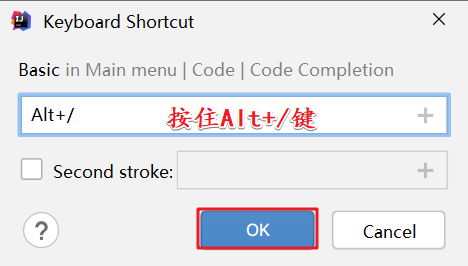 Keyboard Shortcut
Basic in Main menu | Code | Code Completion
Alt+/ 按住Alt+/键
Second stroke:
? OK Cancel